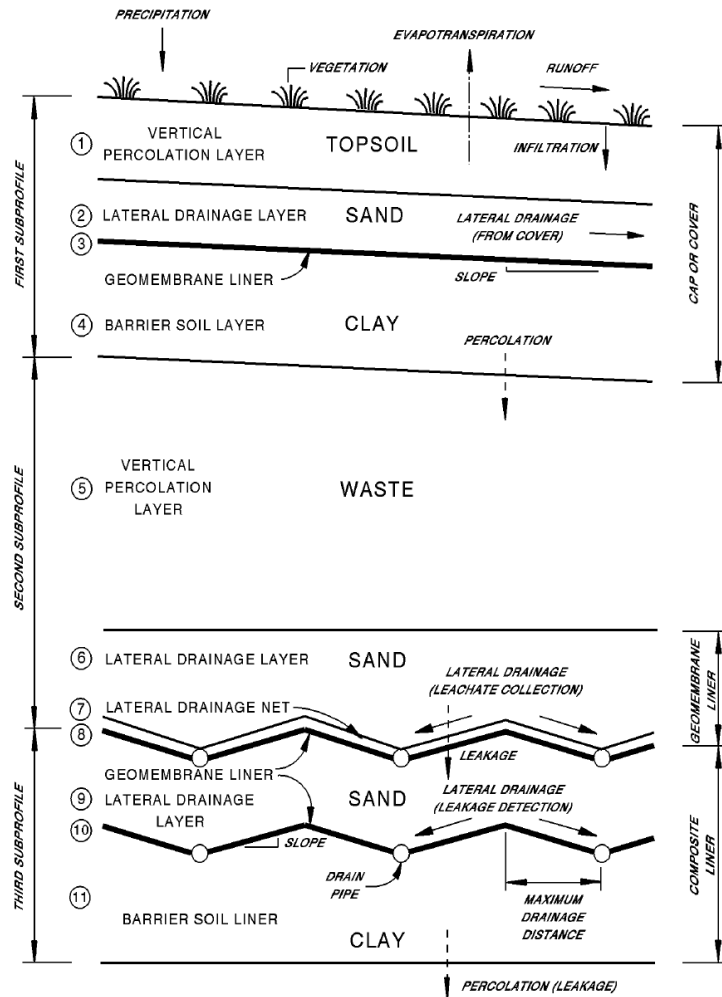 PRECIPITATION
EVAPOTRANSPIRATION
VEGETATION
RUNOFF
1
VERTICAL
PERCOLATION LAYER
TOPSOIL
INFILTRATION
2
LATERAL DRAINAGE LAYER
SAND
LATERAL DRAINAGE
(FROM COVER)
3
GEOMEMBRANE LINER
SLOPE
4
BARRIER SOIL LAYER
CLAY
PERCOLATION
FIRST SUBPROFILE
CAP OR COVER
5
VERTICAL
PERCOLATION
LAYER
WASTE
SECOND SUBPROFILE
6
LATERAL DRAINAGE LAYER
SAND
LATERAL DRAINAGE
(LEACHATE COLLECTION)
7
LATERAL DRAINAGE NET
8
LEAKAGE
GEOMEMBRANE
LINER
GEOMEMBRANE LINER
9
LATERAL DRAINAGE
LAYER
SAND
LATERAL DRAINAGE
(LEAKAGE DETECTION)
10
SLOPE
DRAIN
PIPE
MAXIMUM
DRAINAGE
DISTANCE
11
BARRIER SOIL LINER
CLAY
THIRD SUBPROFILE
COMPOSITE
LINER
PERCOLATION (LEAKAGE)